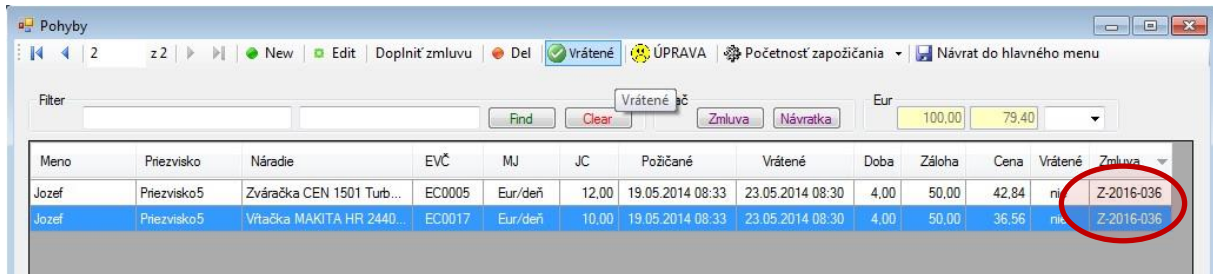 Pohyby
2 z 2 New Edit Doplniť zmluvu Del Vrátené ÚPRAVA Početnosť zapožičania Návrat do hlavného menu
Filter Vrátené ač Eur
Find Clear Zmluva Návratka 100,00 79,40
Meno Priezvisko Náradie EVČ MJ JC Požičané Vrátené Doba Záloha Cena Vrátené Zmluva
Jozef Priezvisko5 Zváračka CEN 1501 Turb... EC0005 Eur/deň 12,00 19.05.2014 08:33 23.05.2014 08:30 4,00 50,00 42,84 nie Z-2016-036
Jozef Priezvisko5 Vŕtačka MAKITA HR 2440... EC0017 Eur/deň 10,00 19.05.2014 08:33 23.05.2014 08:30 4,00 50,00 36,56 nie Z-2016-036